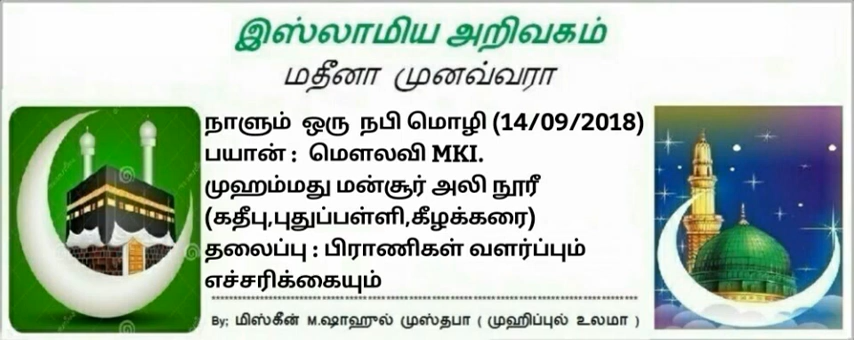 இஸ்லாமிய அறிவகம்
மதீனா முனவ்வரா
நாளும் ஒரு நபி மொழி (14/09/2018)
பயான் : மௌலவி MKI.
முஹம்மது மன்சூர் அலி நூரீ
(கதீபு,புதுப்பள்ளி,கீழக்கரை)
தலைப்பு : பிராணிகள் வளர்ப்பும்
எச்சரிக்கையும்
By; மிஸ்கீன் M.ஷாஹுல் முஸ்தபா ( முஹிப்புல் உலமா )